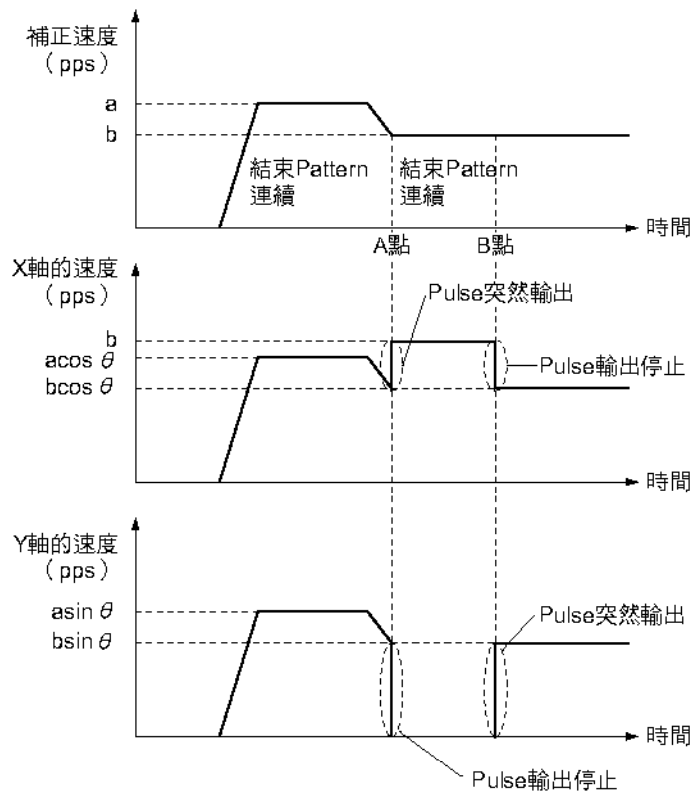 補正速度
（pps）
a
b
結束Pattern
連續
結束Pattern
連續
A點
B點
時間
X軸的速度
（pps）
b
acos θ
bcos θ
Pulse突然輸出
Pulse輸出停止
時間
Y軸的速度
（pps）
asin θ
bsin θ
Pulse突然輸出
時間
Pulse輸出停止